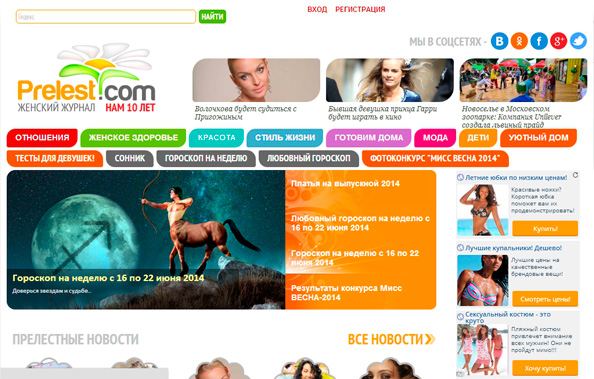 Яндекс
НАЙТИ
ВХОД РЕГИСТРАЦИЯ
МЫ В СОЦСЕТЯХ -
Prelest.com
ЖЕНСКИЙ ЖУРНАЛ НАМ 10 ЛЕТ
Волочкова будет судиться с
Пригожиным
Бывшая девушка принца Гарри
будет играть в кино
Новоселье в Московском
зоопарке: Компания Unilever
создала львиный прайд
ОТНОШЕНИЯ
ЖЕНСКОЕ ЗДОРОВЬЕ
КРАСОТА
СТИЛЬ ЖИЗНИ
ГОТОВИМ ДОМА
МОДА
ДЕТИ
УЮТНЫЙ ДОМ
ТЕСТЫ ДЛЯ ДЕВУШЕК!
СОННИК
ГОРОСКОП НА НЕДЕЛЮ
ЛЮБОВНЫЙ ГОРОСКОП
ФОТОКОНКУРС "МИСС ВЕСНА 2014"
Гороскоп на неделю с 16 по 22 июня 2014
Доверься звездам и судьбе...
Платья на выпускной 2014
Любовный гороскоп на неделю с
16 по 22 июня 2014
Гороскоп на неделю с 16 по 22
июня 2014
Результаты конкурса Мисс
ВЕСНА-2014
Летние юбки по низким ценам!
Красивые ножки?
Короткая юбка
поможет вам их
продемонстрировать!
Купить!
Лучшие купальники! Дешево!
Лучшие цены на
качественные
брендовые вещи!
Смотреть цены!
Сексуальный костюм - это
круто
Пляжный костюм
привлечет внимание
всех мужчин! Они не
пройдут мимо!!!
Купить!
ПРЕЛЕСТНЫЕ НОВОСТИ
ВСЕ НОВОСТИ